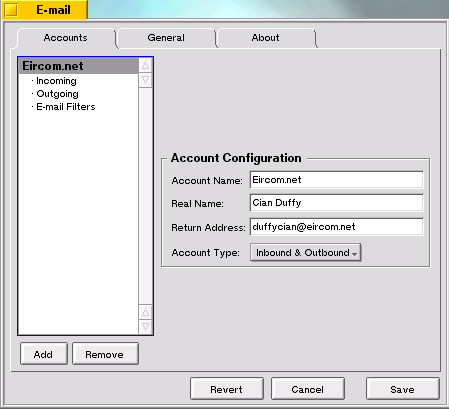 E-mail
Accounts General About
Eircom.net
· Incoming
· Outgoing
· E-mail Filters
Account Configuration
Account Name: Eircom.net
Real Name: Cian Duffy
Return Address: duffycian@eircom.net
Account Type: Inbound & Outbound
Add Remove
Revert Cancel Save